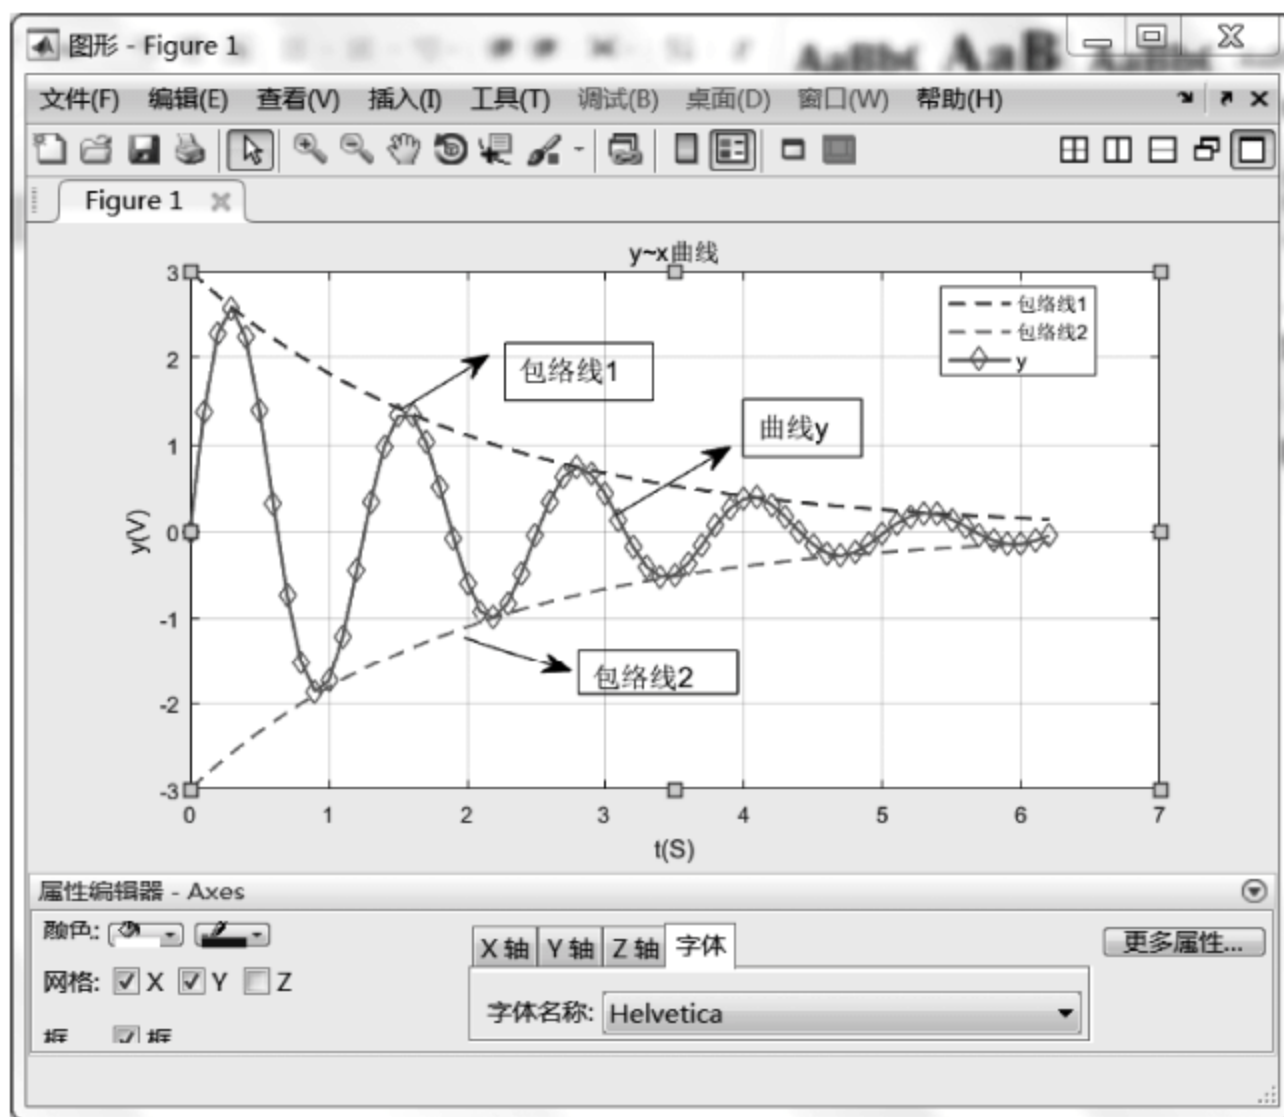 图形 - Figure 1
文件(F) 编辑(E) 查看(V) 插入(I) 工具(T) 调试(B) 桌面(D) 窗口(W) 帮助(H)
Figure 1
y~x曲线
3
2
1
0
-1
-2
-3
y(V)
包络线1
包络线2
y
包络线1
曲线y
包络线2
0 1 2 3 4 5 6 7
t(S)
属性编辑器 - Axes
颜色:
网格: X Y Z
框 框
X 轴 Y 轴 Z 轴 字体
字体名称: Helvetica
更多属性...